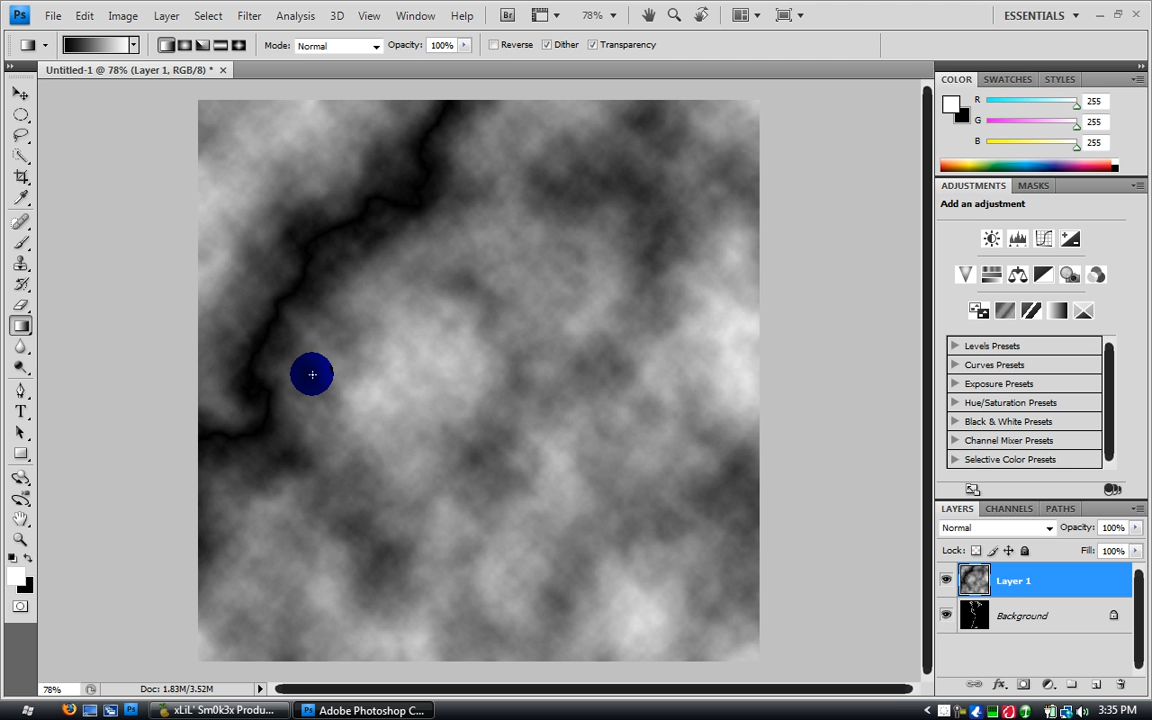 Ps File Edit Image Layer Select Filter Analysis 3D View Window Help Br 78% ESSENTIALS
Mode: Normal Opacity: 100% Reverse Dither Transparency
Untitled-1 @ 78% (Layer 1, RGB/8) *
COLOR SWATCHES STYLES
R 255
G 255
B 255
ADJUSTMENTS MASKS
Add an adjustment
Levels Presets
Curves Presets
Exposure Presets
Hue/Saturation Presets
Black & White Presets
Channel Mixer Presets
Selective Color Presets
LAYERS CHANNELS PATHS
Normal Opacity: 100%
Lock: Fill: 100%
Layer 1
Background
78% Doc: 1.83M/3.52M
xLiL' Sm0k3x Produ... Adobe Photoshop C... 3:35 PM